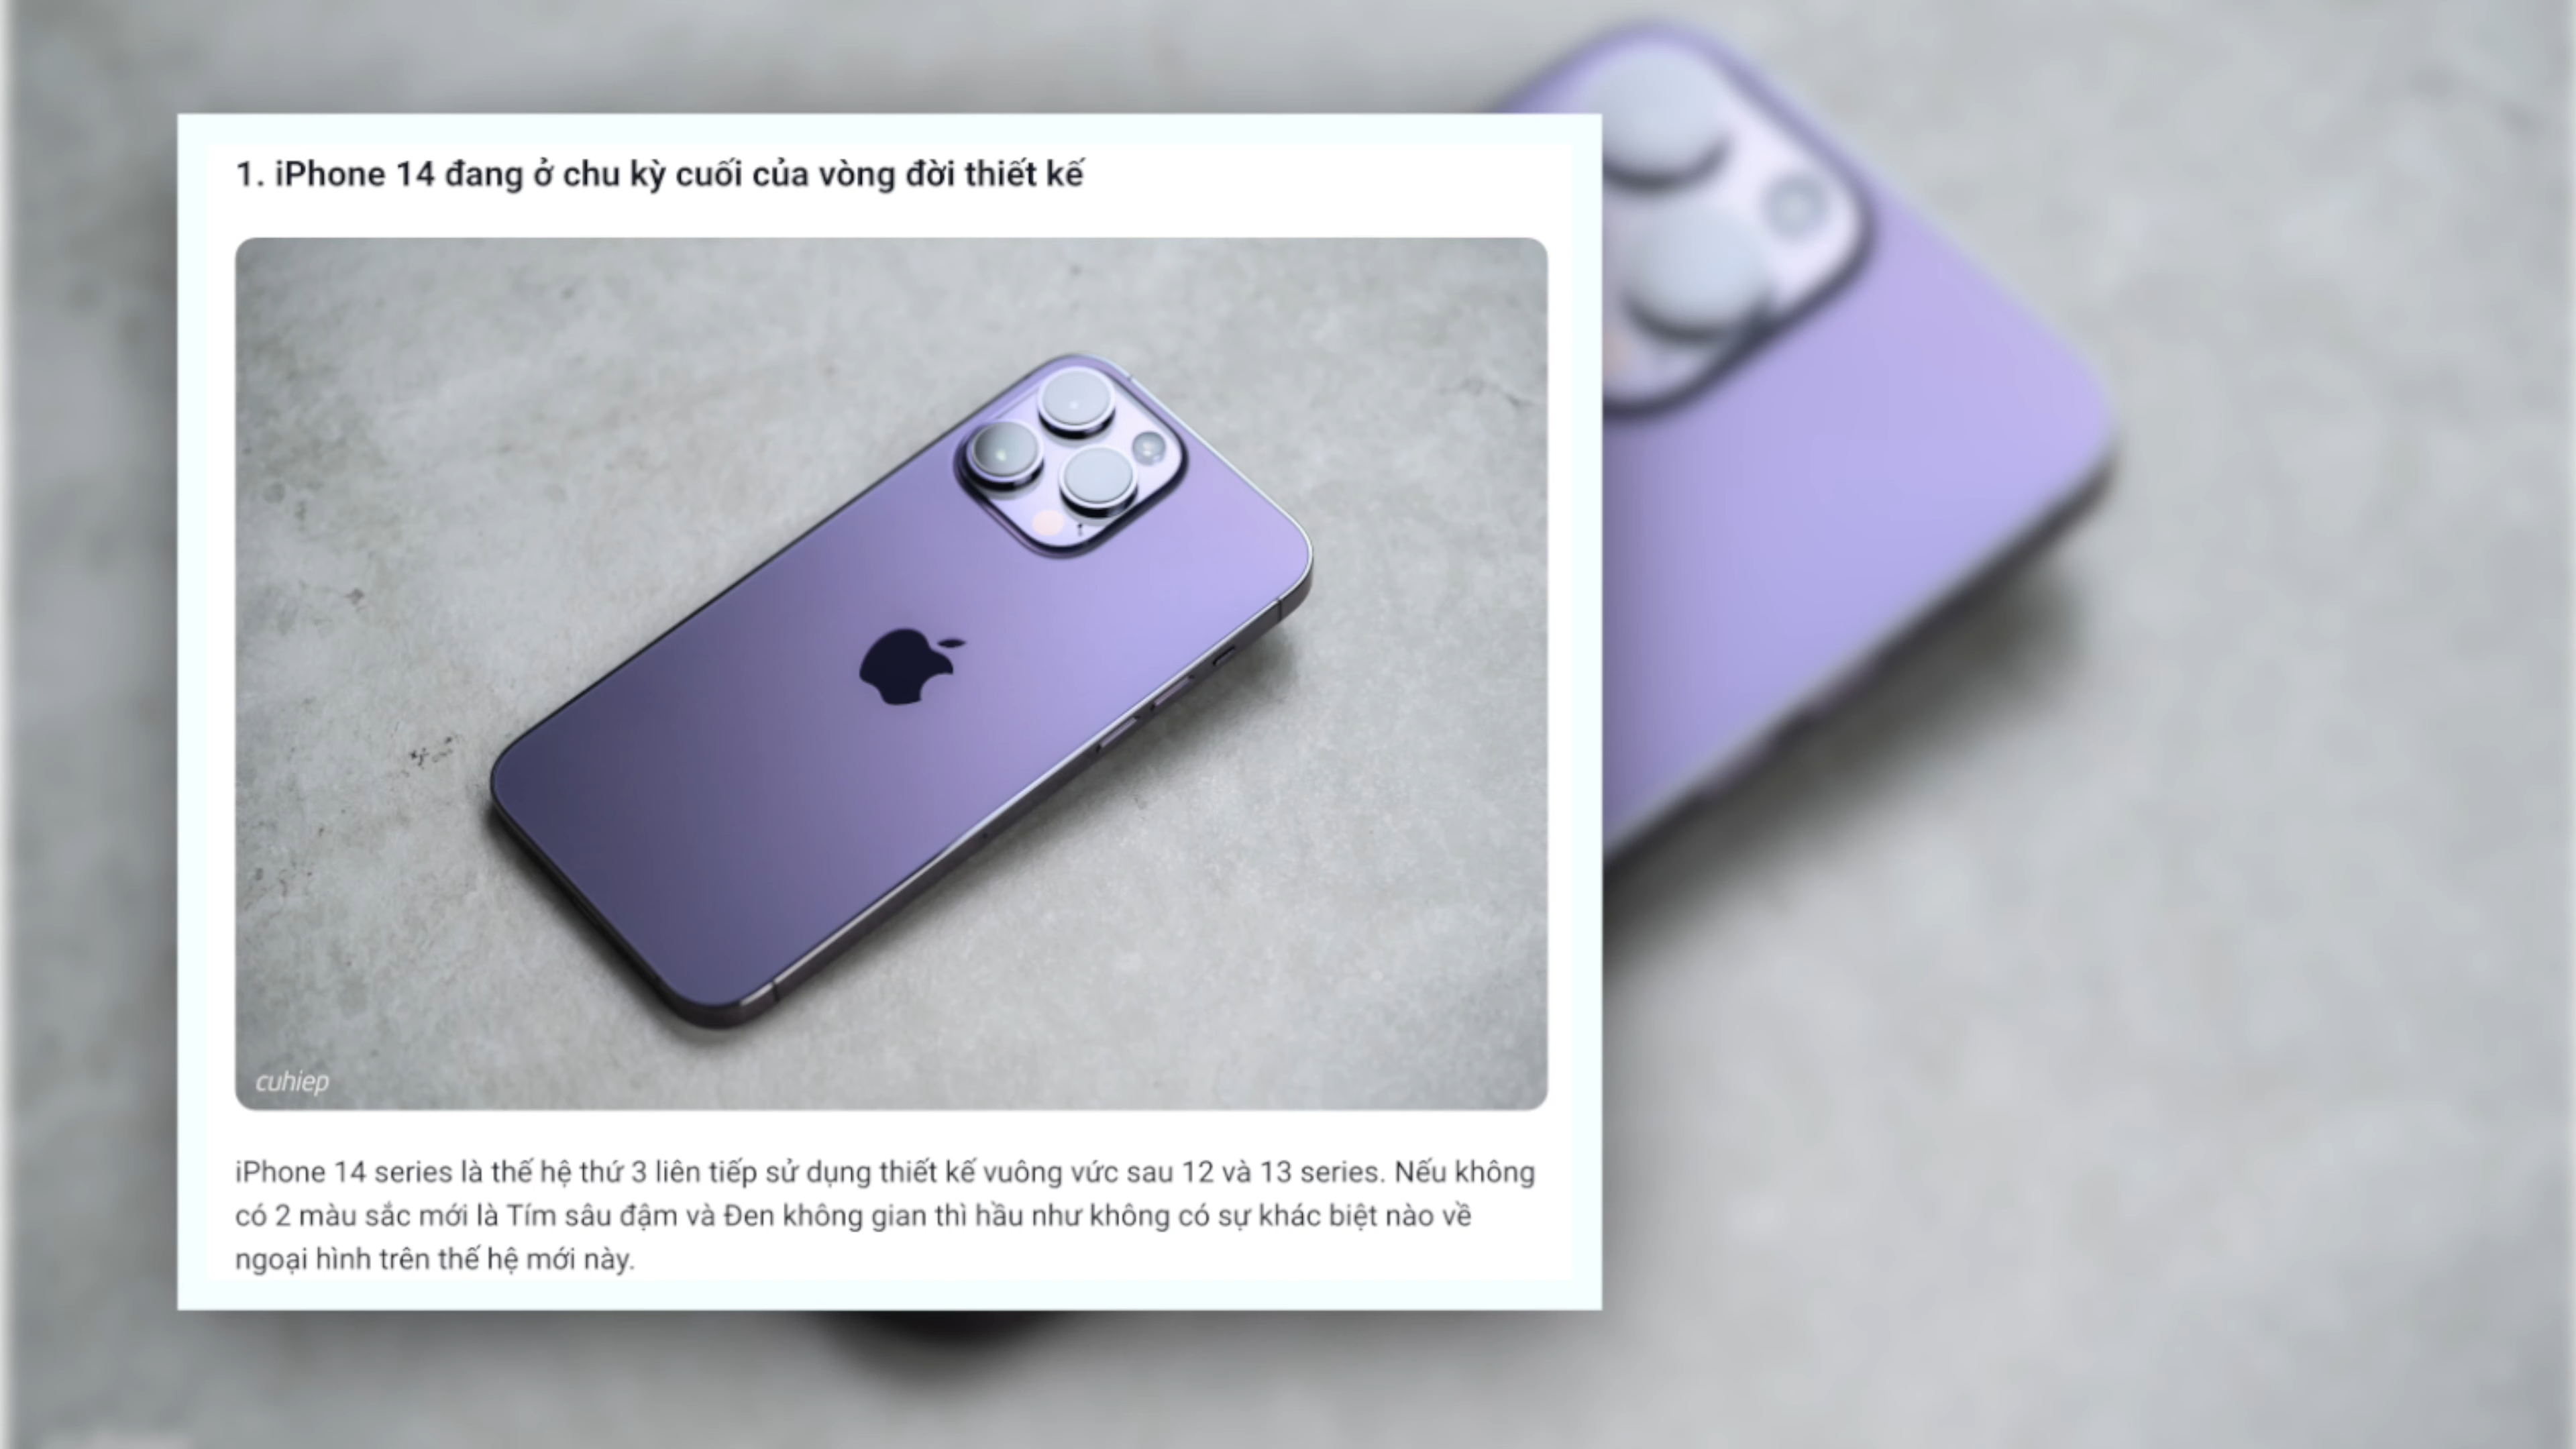 1. iPhone 14 đang ở chu kỳ cuối của vòng đời thiết kế
cuhiep
iPhone 14 series là thế hệ thứ 3 liên tiếp sử dụng thiết kế vuông vức sau 12 và 13 series. Nếu không
có 2 màu sắc mới là Tím sâu đậm và Đen không gian thì hầu như không có sự khác biệt nào về
ngoại hình trên thế hệ mới này.